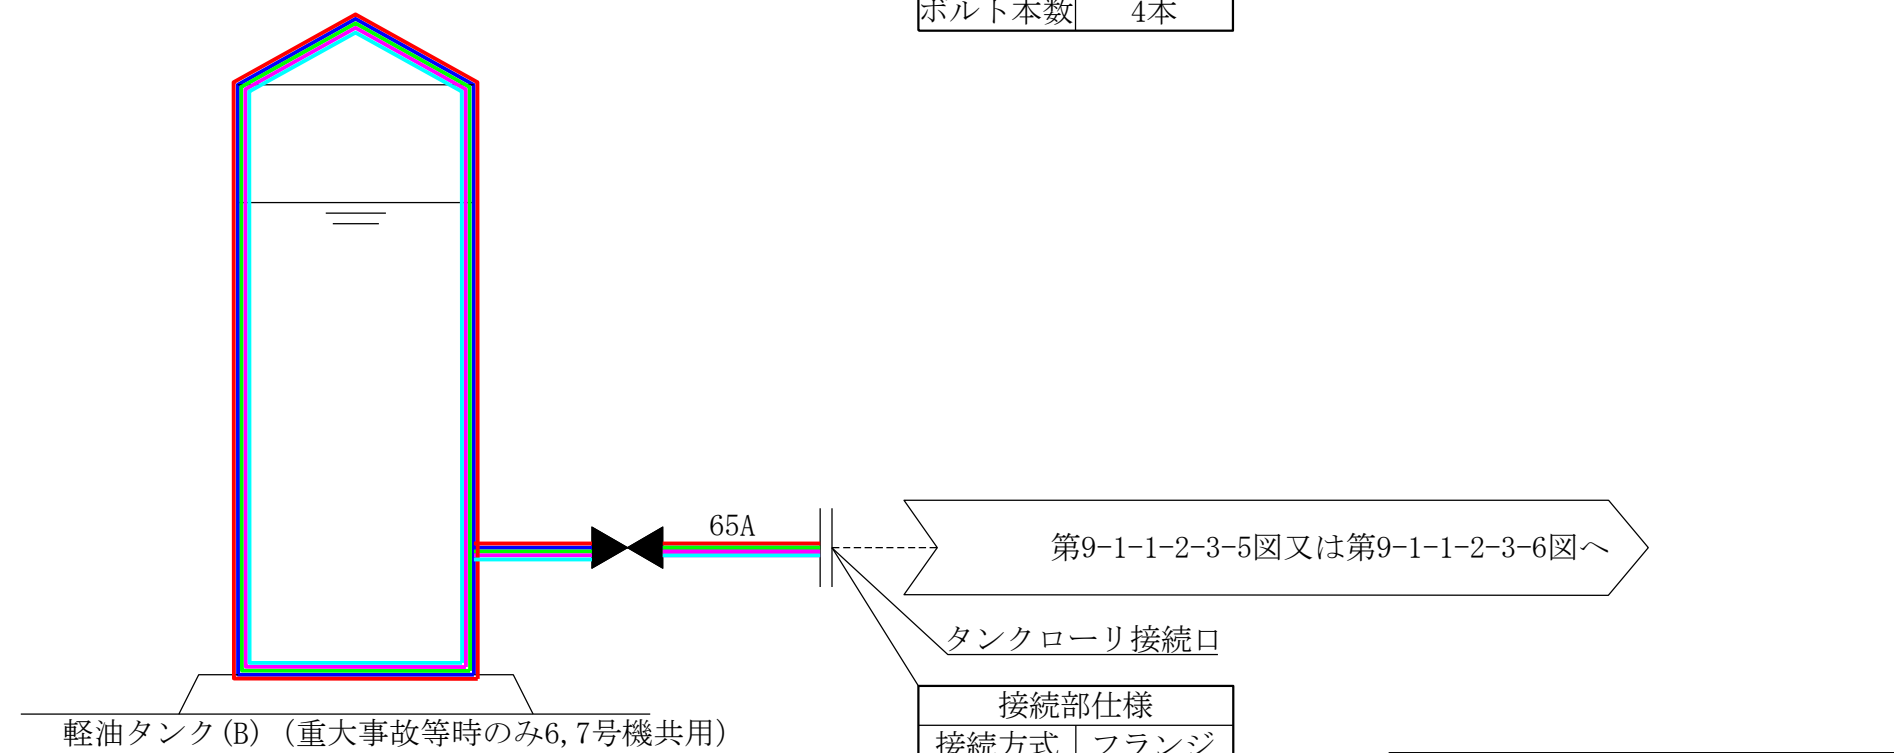 ボルト本数 4本
65A
第9-1-1-2-3-5図又は第9-1-1-2-3-6図へ
タンクローリ接続口
接続部仕様
軽油タンク(B) (重大事故等時のみ6,7号機共用)
接続方式 フランジ